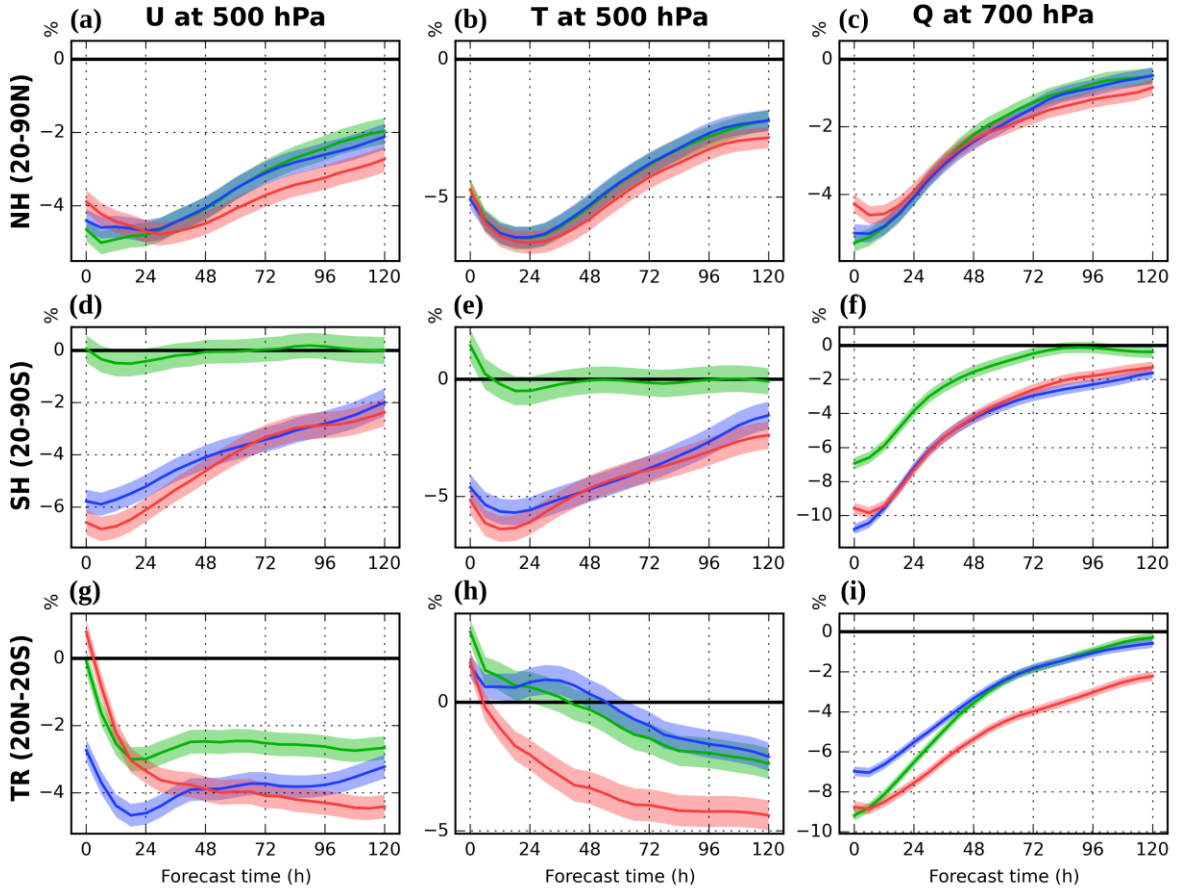 (a) U at 500 hPa (b) T at 500 hPa (c) Q at 700 hPa
% % %
NH (20-90N)
0 0 0
−2 −2
−4 −5 −4
0 24 48 72 96 120 0 24 48 72 96 120 0 24 48 72 96 120
(d) (e) (f)
% % %
SH (20-90S)
0 0 0
−2 −2
−4 −4
−6 −5 −6
−8
−10
0 24 48 72 96 120 0 24 48 72 96 120 0 24 48 72 96 120
(g) (h) (i)
% % %
TR (20N-20S)
0 0 0
−2 −2
−4 −4
−6
−8
−5 −10
0 24 48 72 96 120 0 24 48 72 96 120 0 24 48 72 96 120
Forecast time (h) Forecast time (h) Forecast time (h)